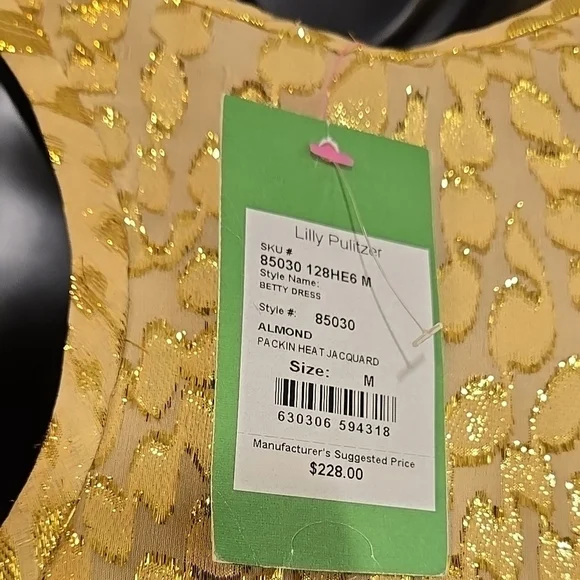 Lilly Pulitzer
SKU #
85030 128HE6 M
Style Name:
BETTY DRESS
Style #: 85030
ALMOND
PACKIN HEAT JACQUARD
Size: M
630306 594318
Manufacturer's Suggested Price
$228.00